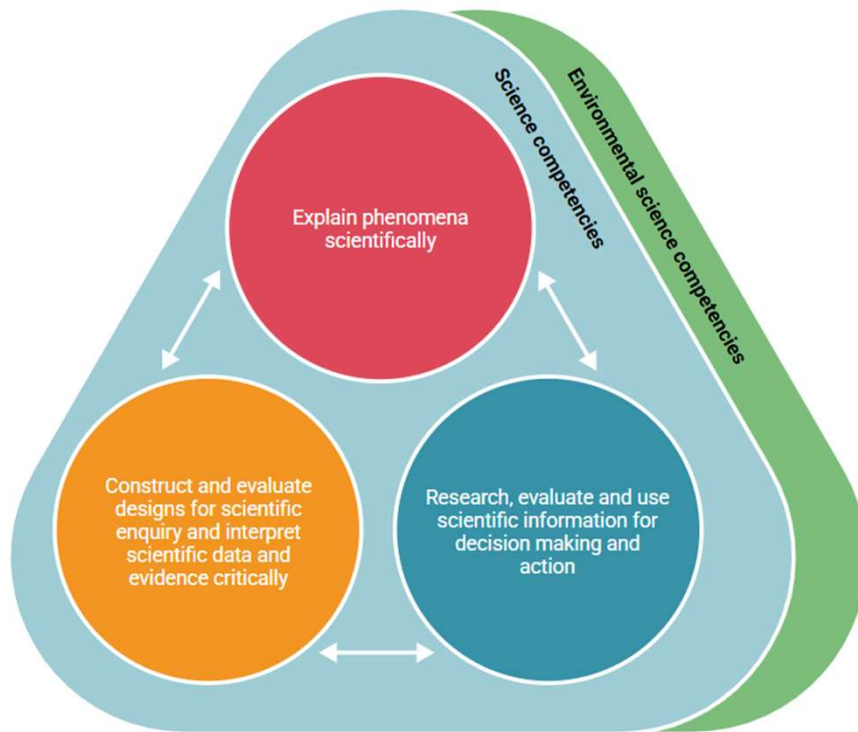 Science competencies
Environmental science competencies
Explain phenomena
scientifically
Construct and evaluate
designs for scientific
enquiry and interpret
scientific data and
evidence critically
Research, evaluate and use
scientific information for
decision making and
action